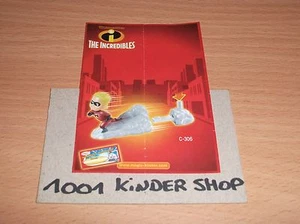 THE INCREDIBLES
C-306
1001 KiNDER SHOP